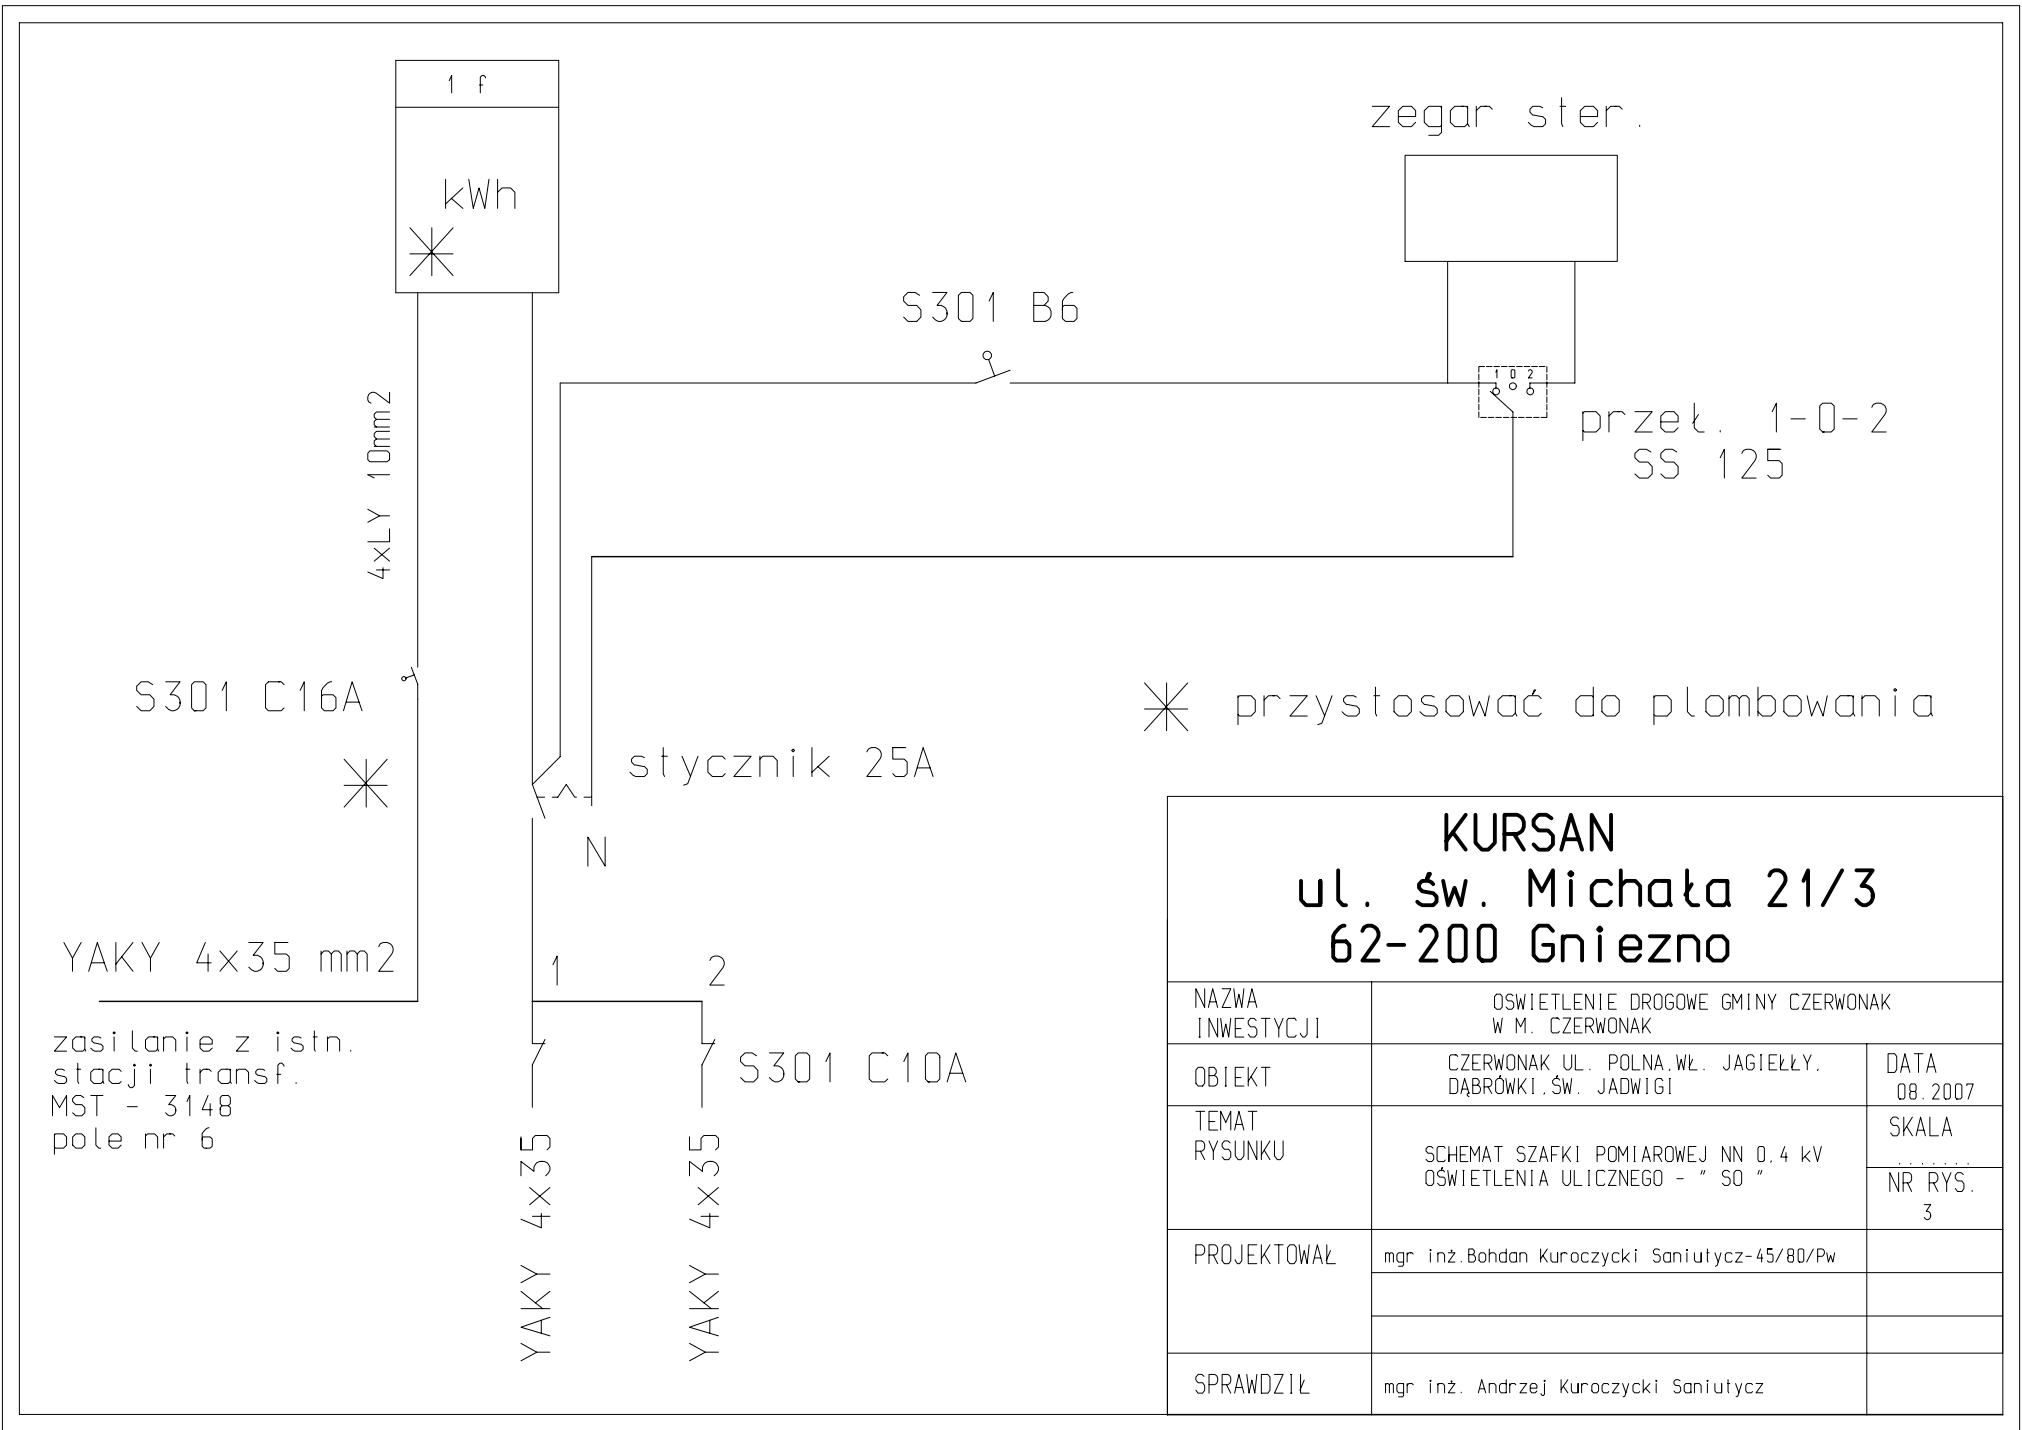 1 f
kWh
zegar ster.
S301 B6
1 0 2
przeł. 1-0-2
SS 125
4xLY 10mm2
S301 C16A
przystosować do plombowania
stycznik 25A
N
YAKY 4x35 mm2
1
2
zasilanie z istn.
stacji transf.
MST - 3148
pole nr 6
S301 C10A
YAKY 4x35
YAKY 4x35
KURSAN
ul. św. Michała 21/3
62-200 Gniezno
NAZWA
INWESTYCJI
OSWIETLENIE DROGOWE GMINY CZERWONAK
W M. CZERWONAK
OBIEKT
CZERWONAK UL. POLNA,WŁ. JAGIEŁŁY,
DĄBRÓWKI,ŚW. JADWIGI
DATA
08.2007
TEMAT
RYSUNKU
SCHEMAT SZAFKI POMIAROWEJ NN 0,4 kV
OŚWIETLENIA ULICZNEGO - " SO "
SKALA
.......
NR RYS.
3
PROJEKTOWAŁ
mgr inż.Bohdan Kuroczycki Saniutycz-45/80/Pw
SPRAWDZIŁ
mgr inż. Andrzej Kuroczycki Saniutycz